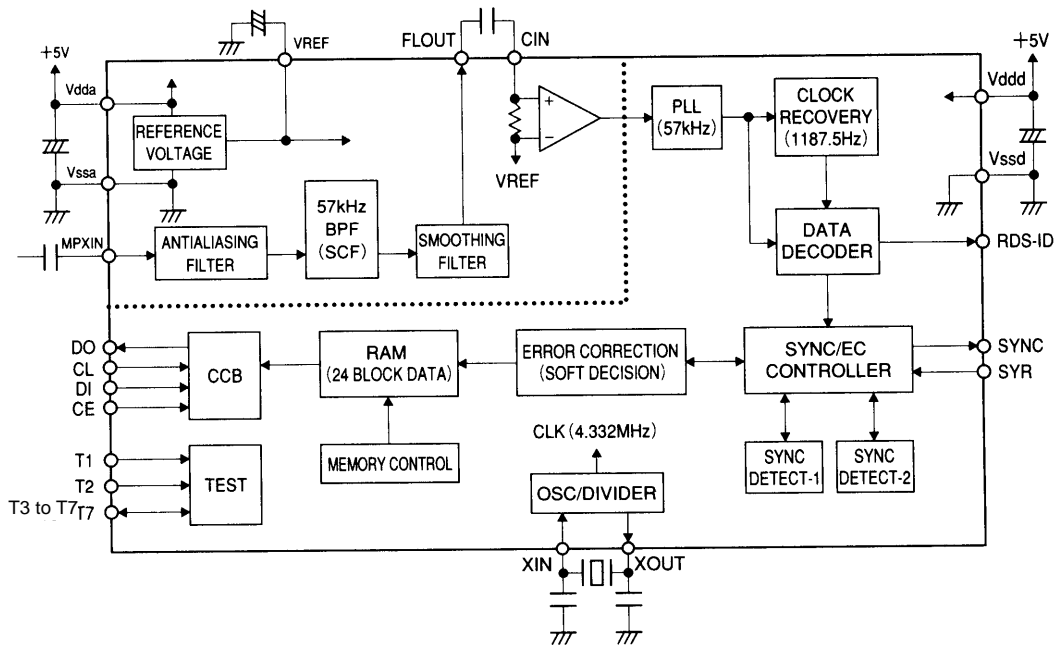 VREF
FLOUT
CIN
+5V
+5V
Vdda
Vddd
REFERENCE
VOLTAGE
+
−
VREF
PLL
(57kHz)
CLOCK
RECOVERY
(1187.5Hz)
Vssa
Vssd
MPXIN
ANTIALIASING
FILTER
57kHz
BPF
(SCF)
SMOOTHING
FILTER
DATA
DECODER
RDS-ID
DO
CL
DI
CE
CCB
RAM
(24 BLOCK DATA)
ERROR CORRECTION
(SOFT DECISION)
SYNC/EC
CONTROLLER
SYNC
SYR
T1
T2
T3 to T7
T7
TEST
MEMORY CONTROL
CLK (4.332MHz)
OSC/DIVIDER
SYNC
DETECT-1
SYNC
DETECT-2
XIN
XOUT